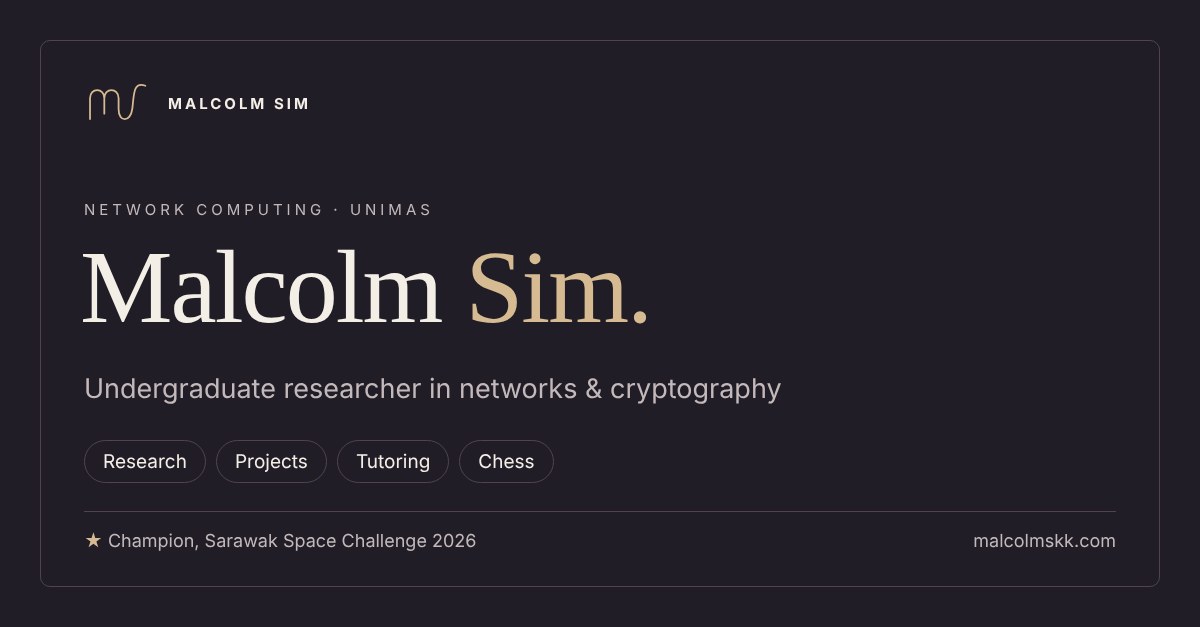 ms MALCOLM SIM
NETWORK COMPUTING · UNIMAS
Malcolm Sim.
Undergraduate researcher in networks & cryptography
Research Projects Tutoring Chess
★ Champion, Sarawak Space Challenge 2026 malcolmskk.com